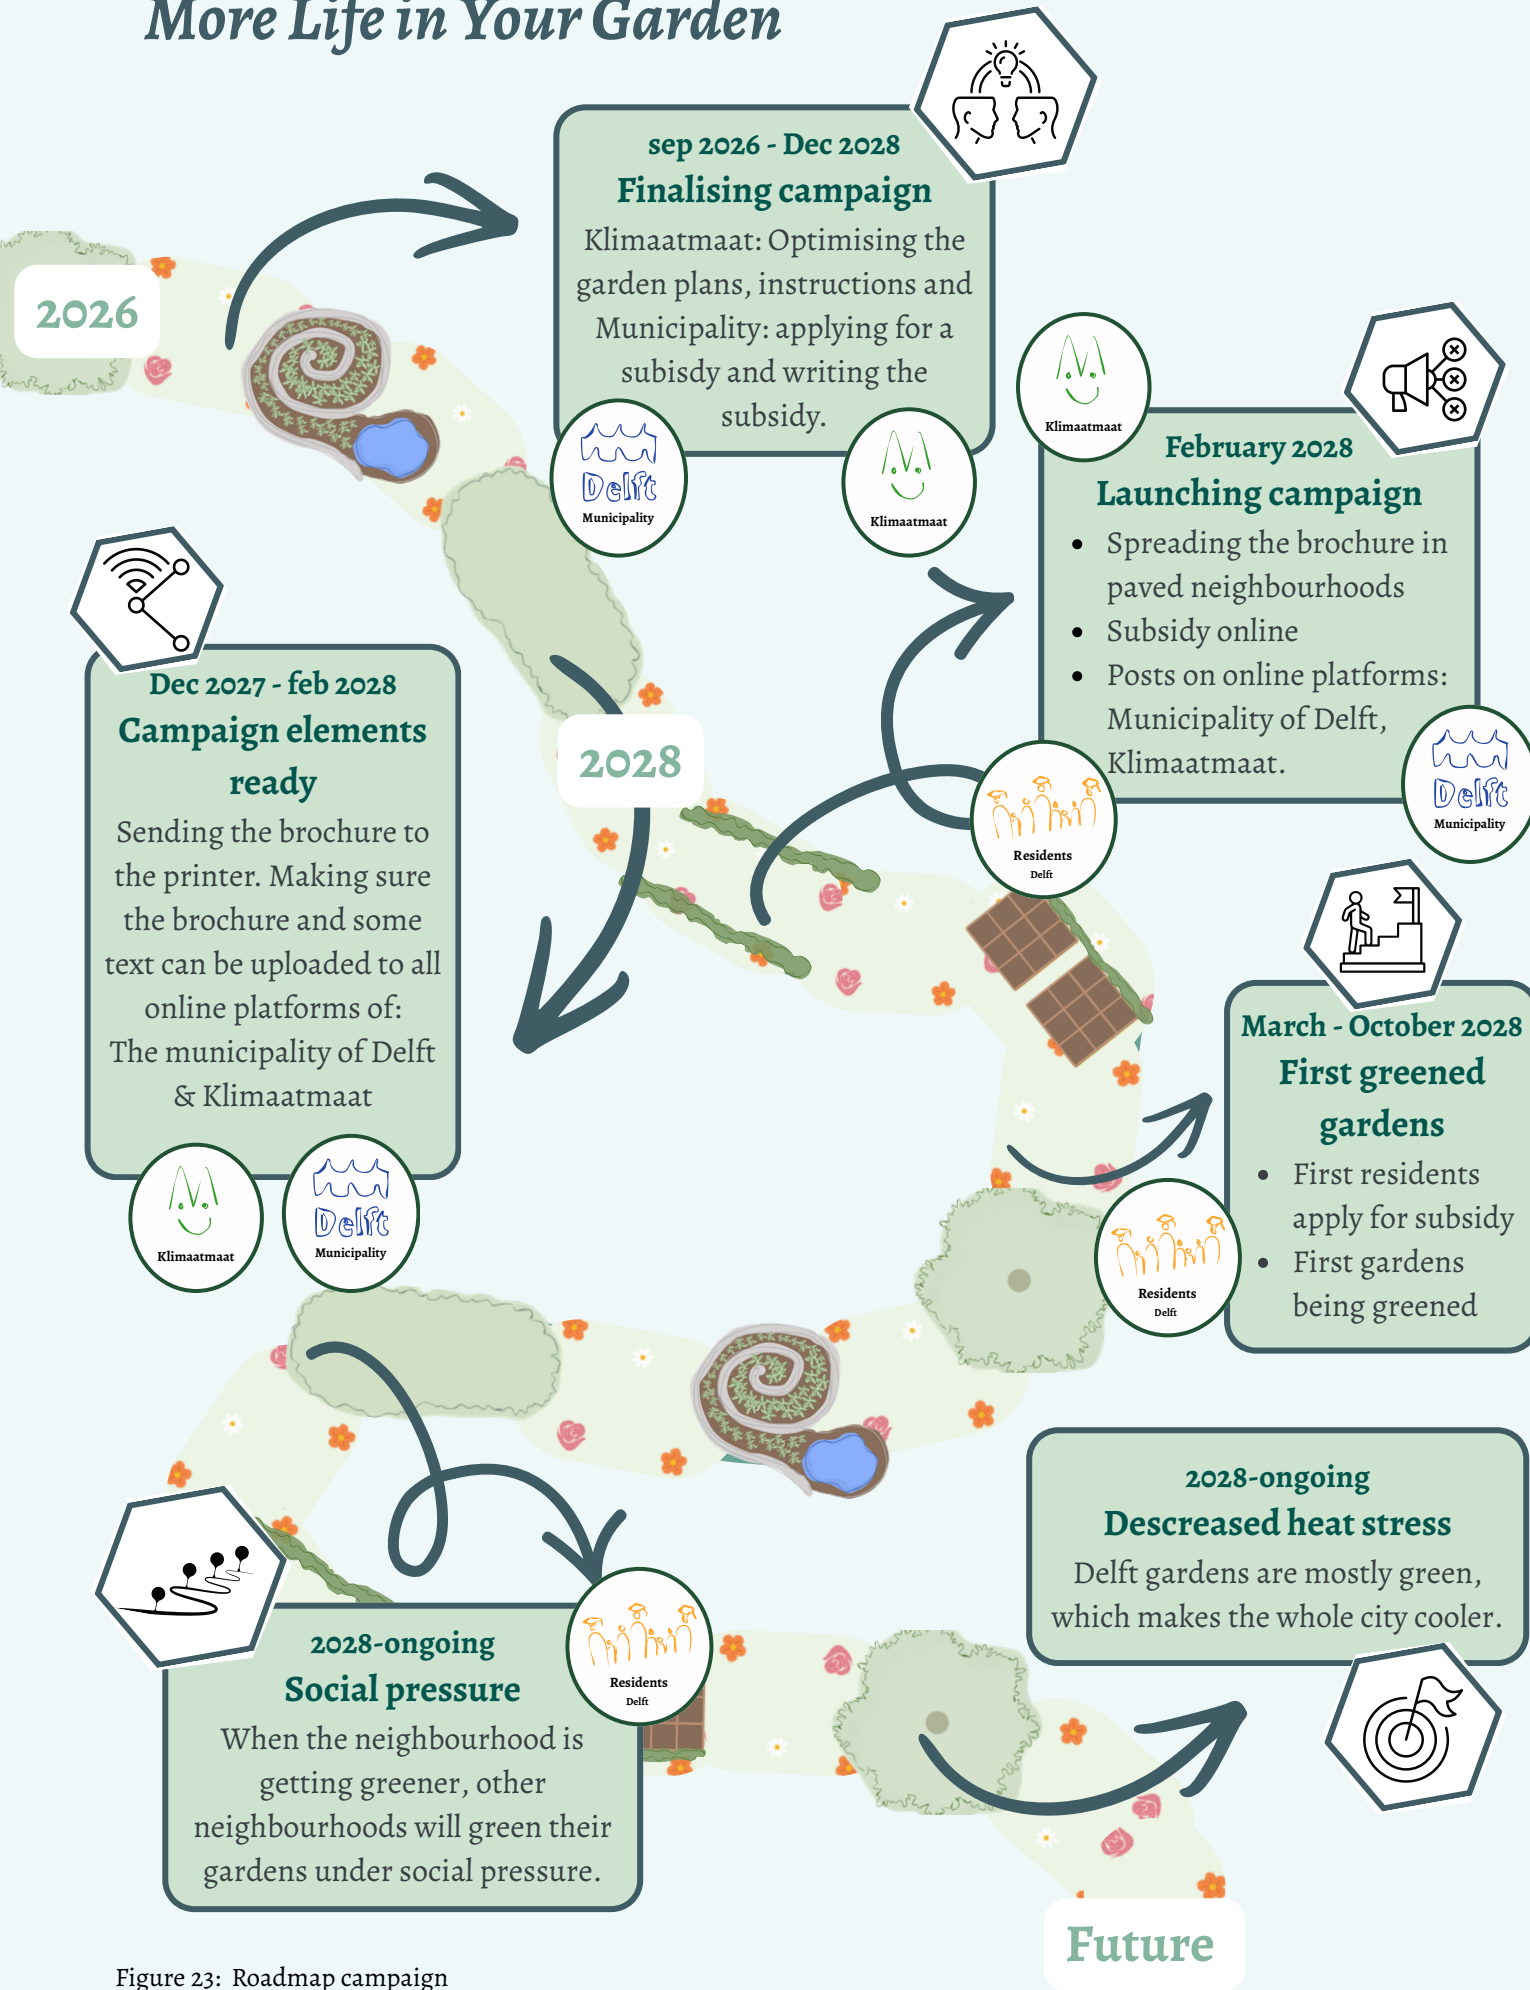 More Life in Your Garden
sep 2026 - Dec 2028
Finalising campaign
Klimaatmaat: Optimising the
garden plans, instructions and
Municipality: applying for a
subisdy and writing the
subsidy.
Delft
Municipality
Klimaatmaat
2026
Klimaatmaat
February 2028
Launching campaign
• Spreading the brochure in
paved neighbourhoods
• Subsidy online
• Posts on online platforms:
Municipality of Delft,
Klimaatmaat.
Delft
Municipality
Residents
Delft
Dec 2027 - feb 2028
Campaign elements
ready
Sending the brochure to
the printer. Making sure
the brochure and some
text can be uploaded to all
online platforms of:
The municipality of Delft
& Klimaatmaat
Klimaatmaat
Delft
Municipality
2028
March - October 2028
First greened
gardens
• First residents
apply for subsidy
• First gardens
being greened
Residents
Delft
2028-ongoing
Descreased heat stress
Delft gardens are mostly green,
which makes the whole city cooler.
2028-ongoing
Social pressure
When the neighbourhood is
getting greener, other
neighbourhoods will green their
gardens under social pressure.
Residents
Delft
Future
Figure 23: Roadmap campaign